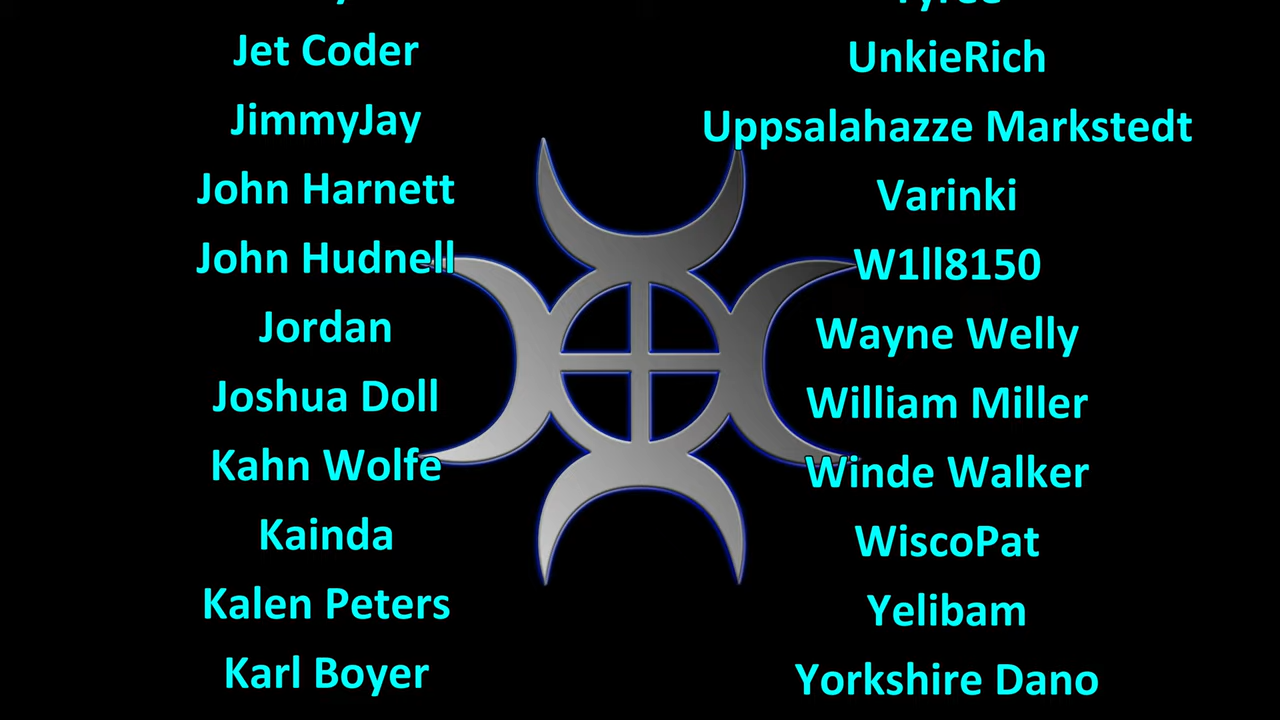 Jet Coder
JimmyJay
John Harnett
John Hudnell
Jordan
Joshua Doll
Kahn Wolfe
Kainda
Kalen Peters
Karl Boyer
UnkieRich
Uppsalahazze Markstedt
Varinki
W1ll8150
Wayne Welly
William Miller
Winde Walker
WiscoPat
Yelibam
Yorkshire Dano